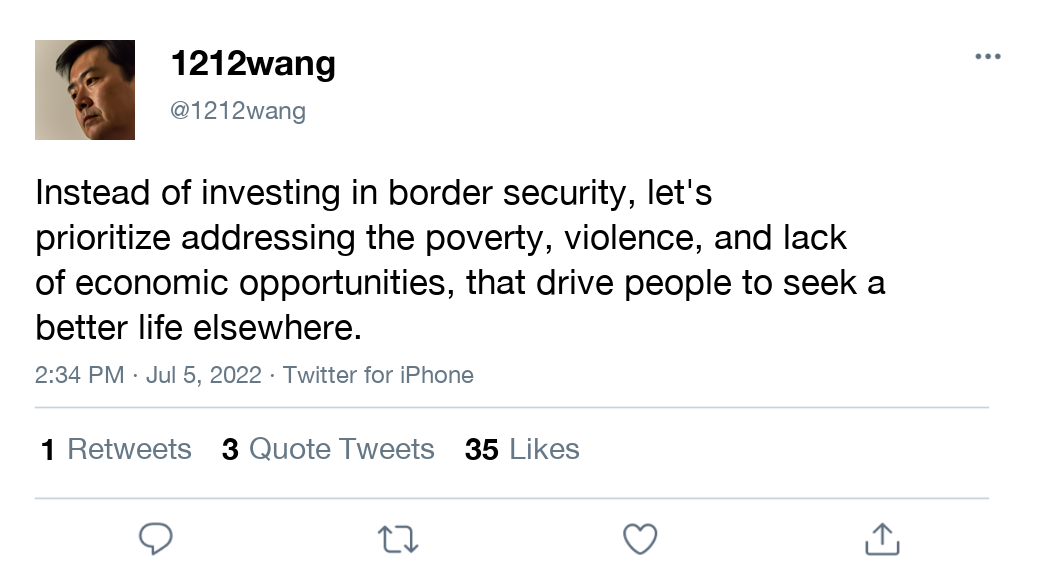 1212wang
@1212wang
Instead of investing in border security, let's
prioritize addressing the poverty, violence, and lack
of economic opportunities, that drive people to seek a
better life elsewhere.
2:34 PM · Jul 5, 2022 · Twitter for iPhone
1 Retweets 3 Quote Tweets 35 Likes